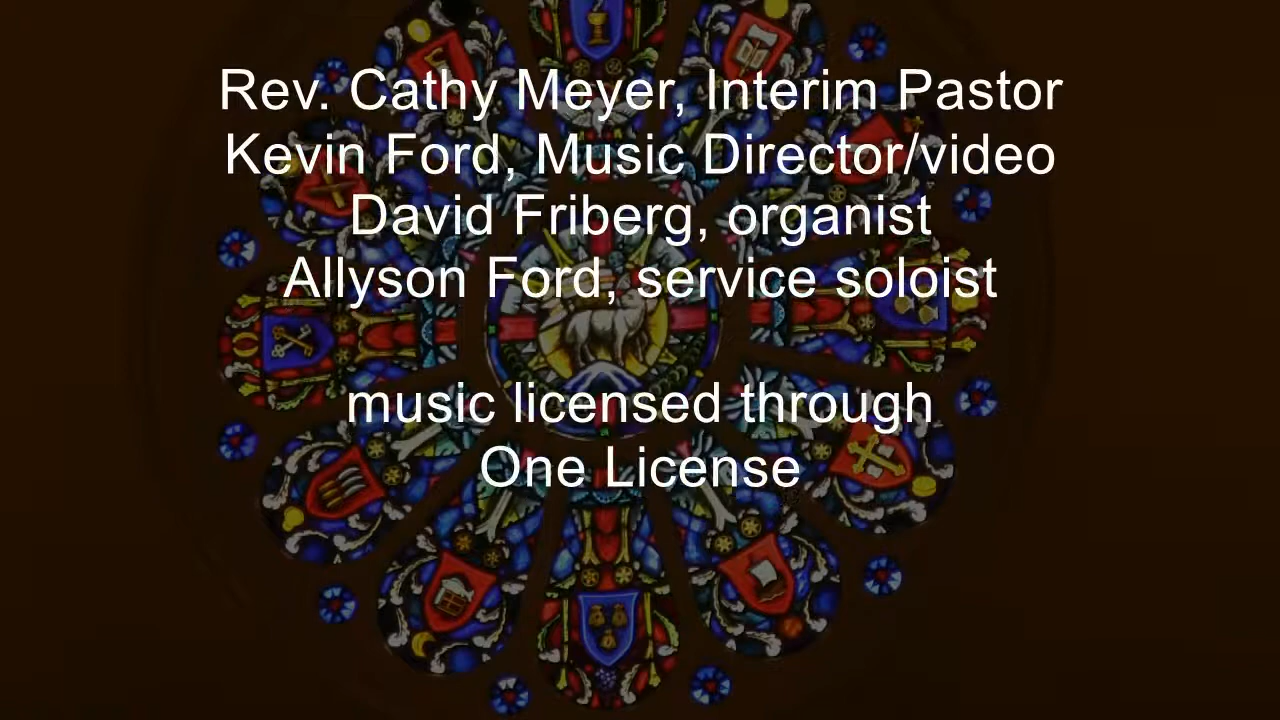 Rev. Cathy Meyer, Interim Pastor
Kevin Ford, Music Director/video
David Friberg, organist
Allyson Ford, service soloist
music licensed through
One License